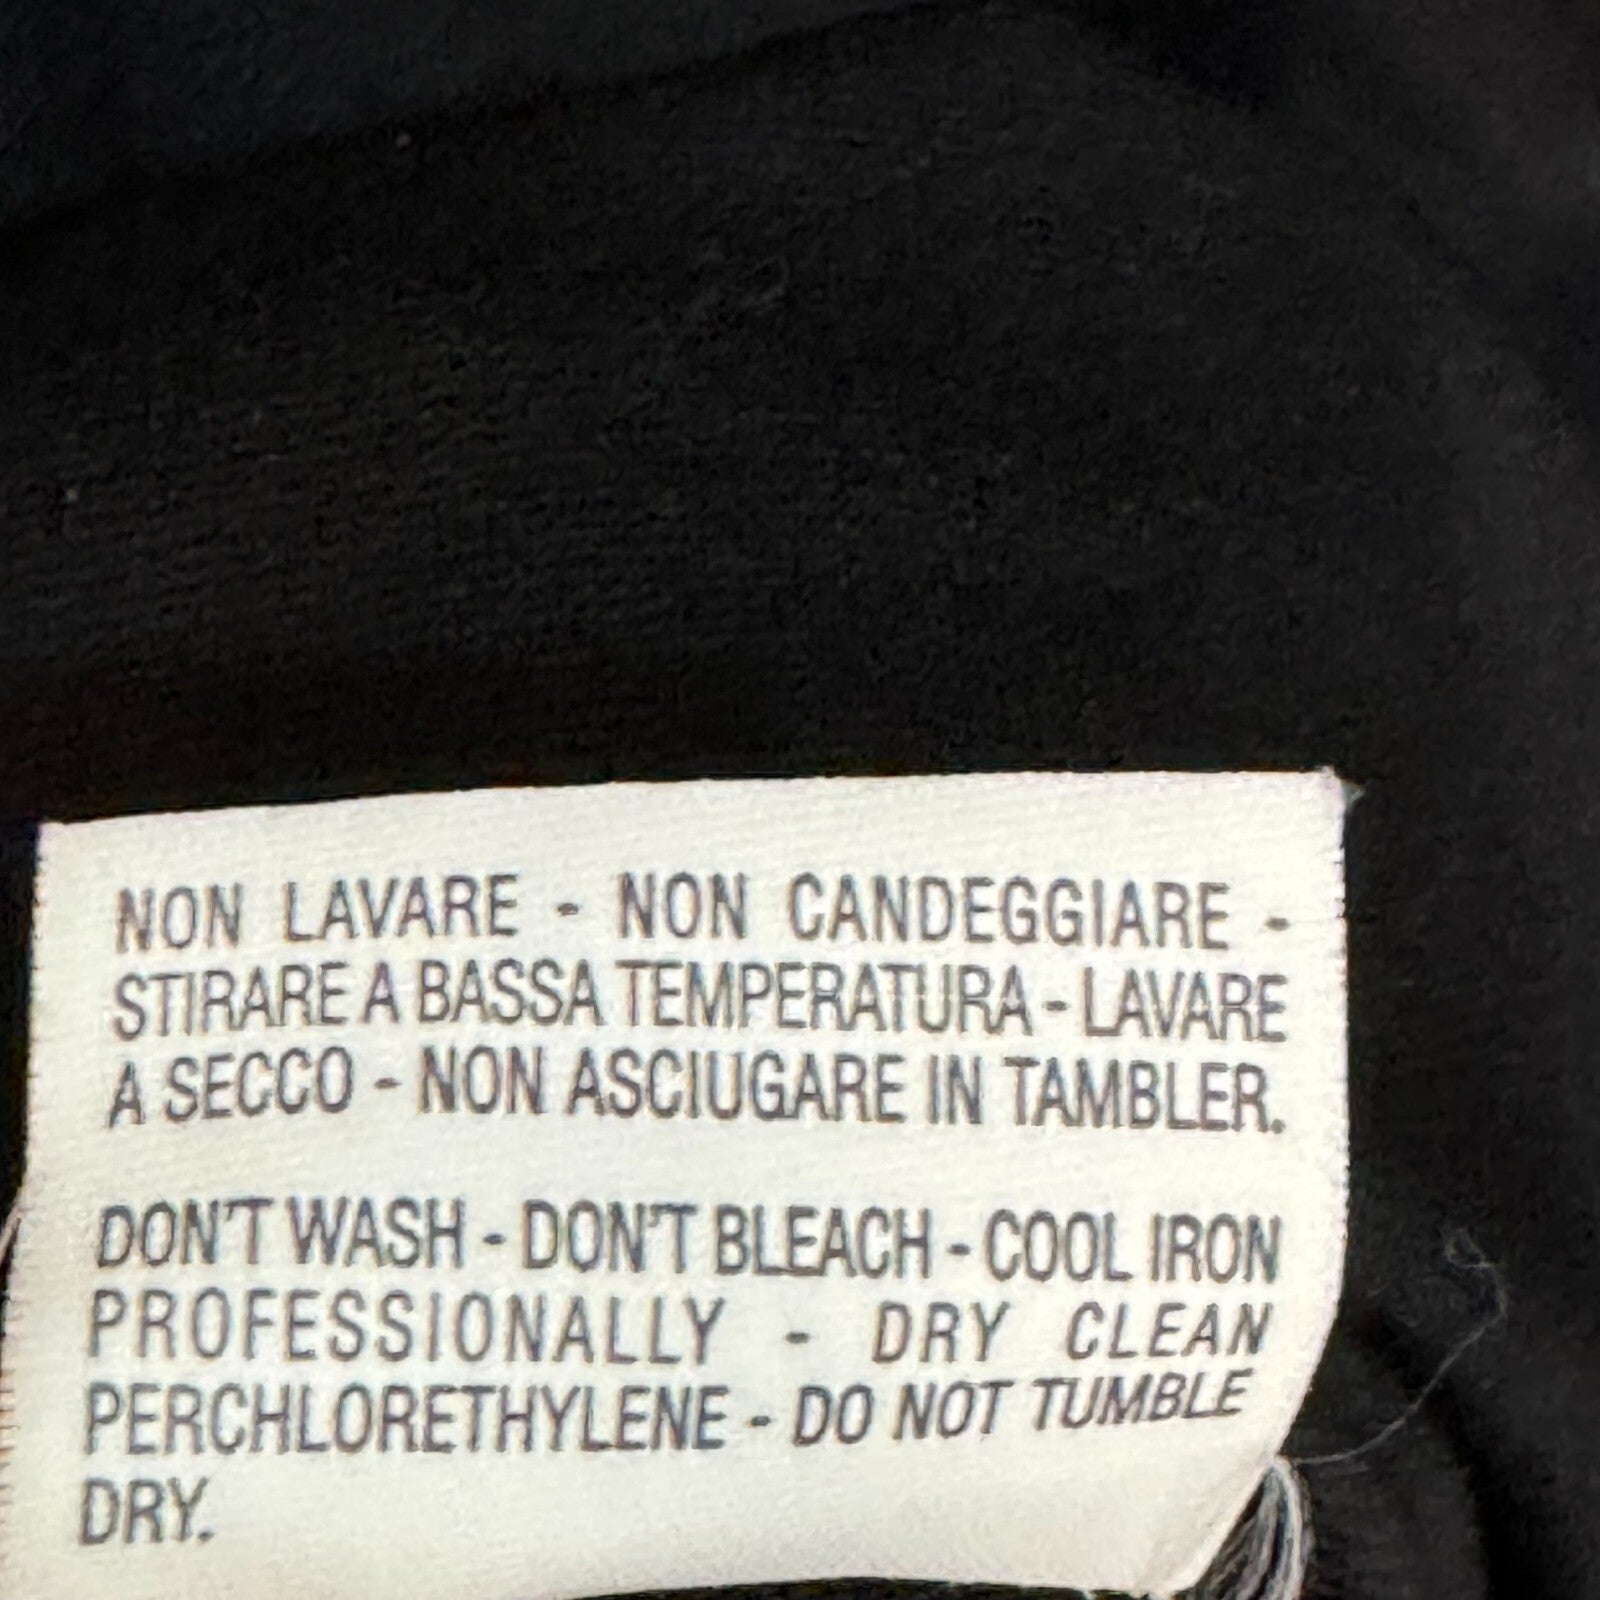 NON LAVARE - NON CANDEGGIARE -
STIRARE A BASSA TEMPERATURA - LAVARE
A SECCO - NON ASCIUGARE IN TAMBLER.
DON'T WASH - DON'T BLEACH - COOL IRON
PROFESSIONALLY - DRY CLEAN
PERCHLORETHYLENE - DO NOT TUMBLE
DRY.